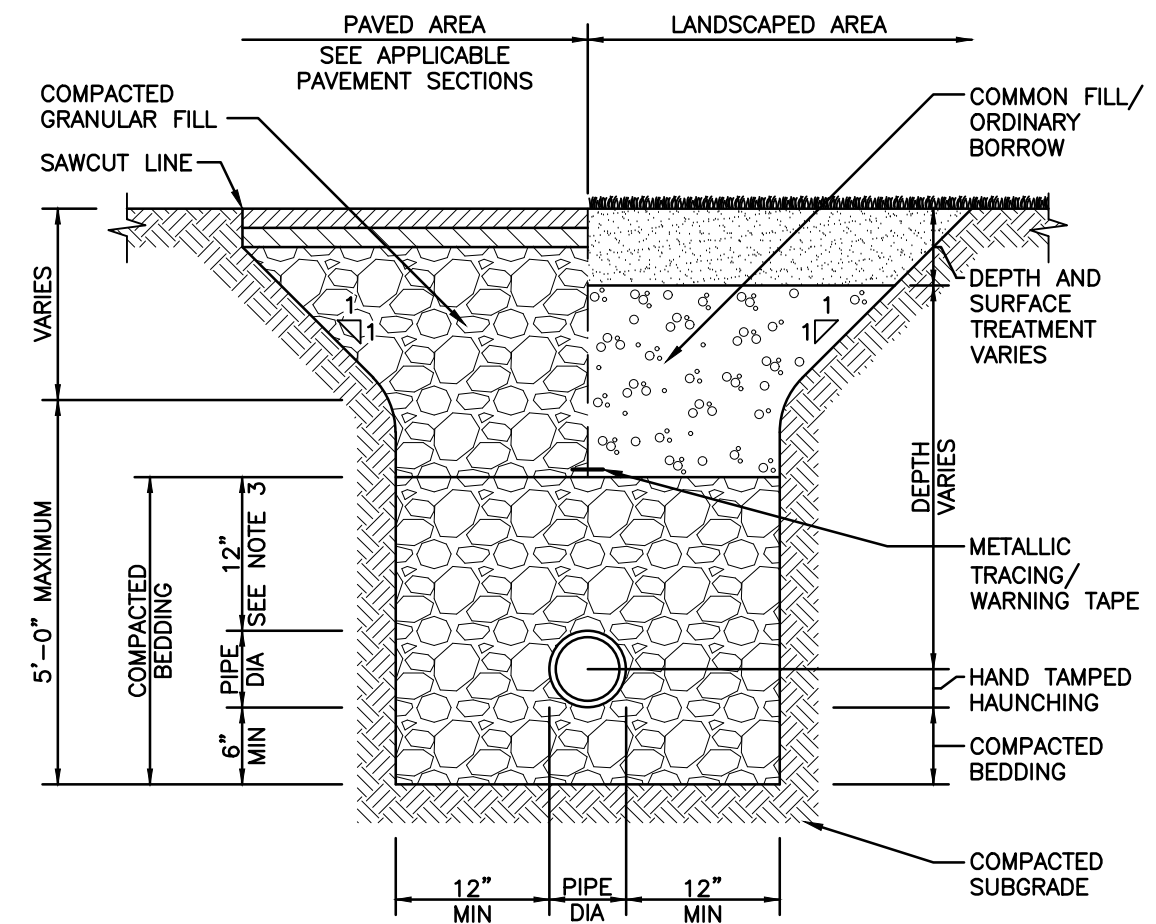 PAVED AREA
SEE APPLICABLE
PAVEMENT SECTIONS
LANDSCAPED AREA
COMPACTED
GRANULAR FILL
SAWCUT LINE
COMMON FILL/
ORDINARY
BORROW
DEPTH AND
SURFACE
TREATMENT
VARIES
1
1
1
1
VARIES
5'-0" MAXIMUM
COMPACTED
BEDDING
12"
SEE NOTE 3
PIPE
DIA
6"
MIN
DEPTH
VARIES
METALLIC
TRACING/
WARNING TAPE
HAND TAMPED
HAUNCHING
COMPACTED
BEDDING
COMPACTED
SUBGRADE
12"
MIN
PIPE
DIA
12"
MIN